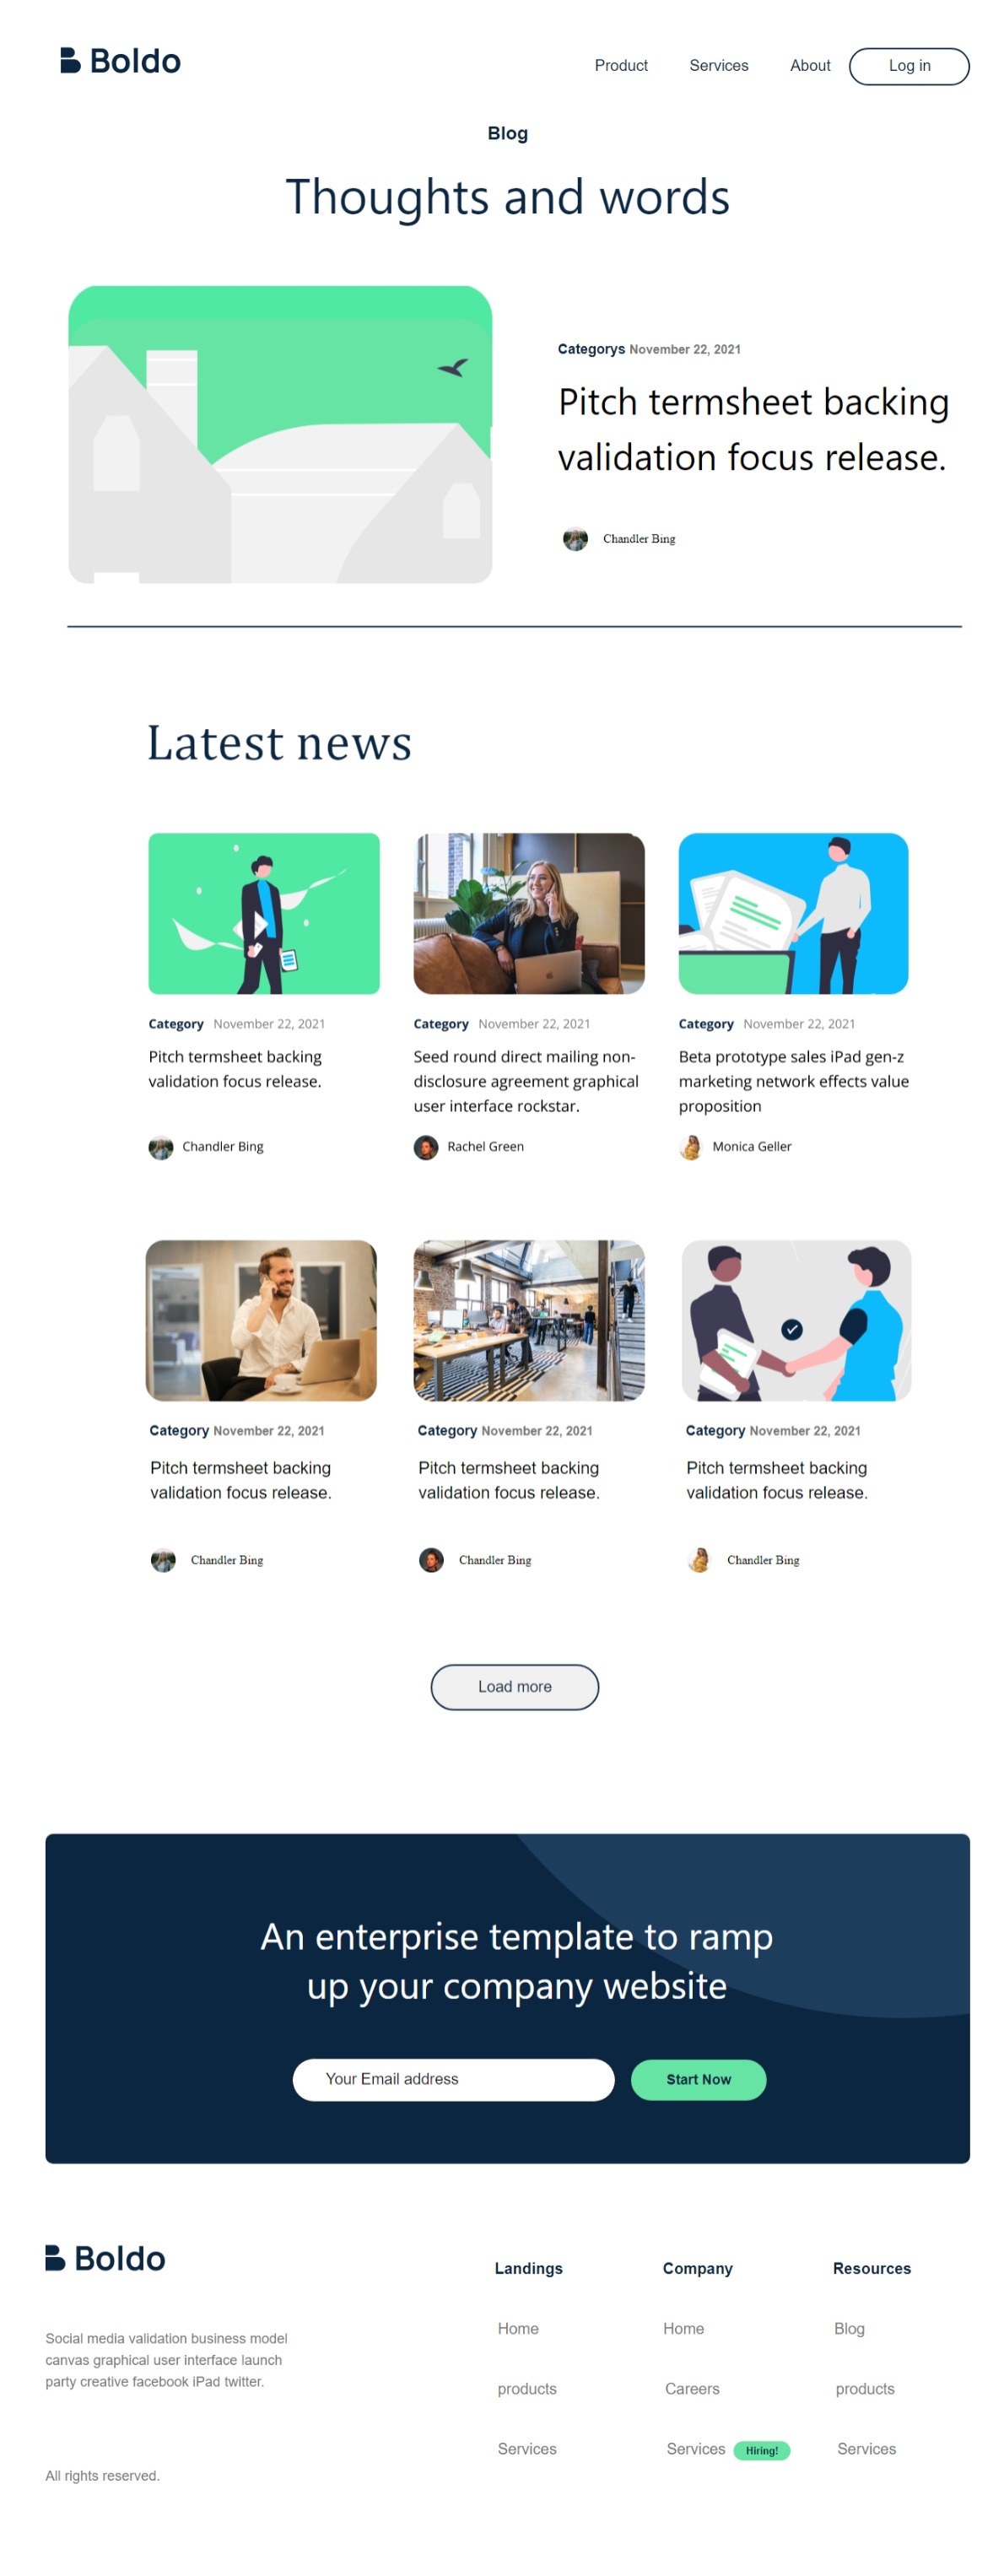 Boldo
Product Services About Log in
Blog
Thoughts and words
Categorys November 22, 2021
Pitch termsheet backing
validation focus release.
Chandler Bing
Latest news
Category November 22, 2021
Pitch termsheet backing
validation focus release.
Chandler Bing
Category November 22, 2021
Seed round direct mailing non-
disclosure agreement graphical
user interface rockstar.
Rachel Green
Category November 22, 2021
Beta prototype sales iPad gen-z
marketing network effects value
proposition
Monica Geller
Category November 22, 2021
Pitch termsheet backing
validation focus release.
Chandler Bing
Category November 22, 2021
Pitch termsheet backing
validation focus release.
Chandler Bing
Category November 22, 2021
Pitch termsheet backing
validation focus release.
Chandler Bing
Load more
An enterprise template to ramp
up your company website
Your Email address
Start Now
Boldo
Social media validation business model
canvas graphical user interface launch
party creative facebook iPad twitter.
All rights reserved.
Landings
Home
products
Services
Company
Home
Careers
Services Hiring!
Resources
Blog
products
Services